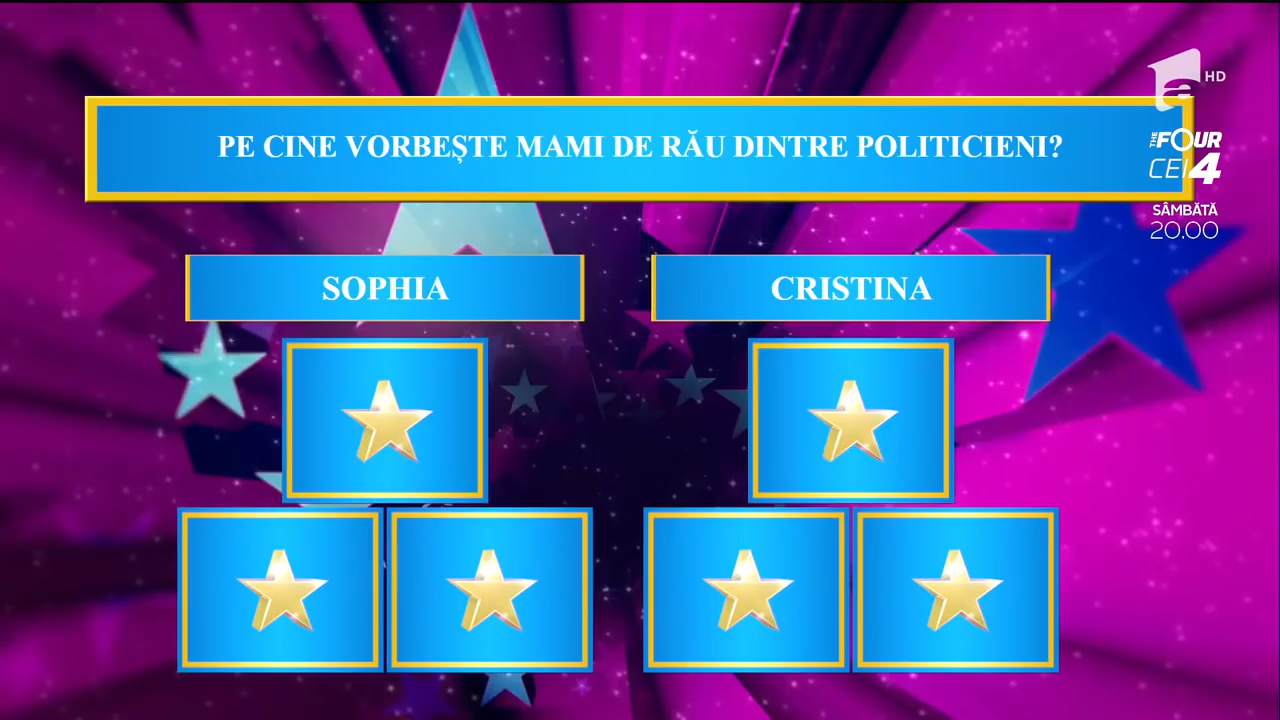 PE CINE VORBEȘTE MAMI DE RĂU DINTRE POLITICIENI?
SOPHIA
CRISTINA
a HD
THE FOUR
CEI 4
SÂMBĂTĂ
20.00